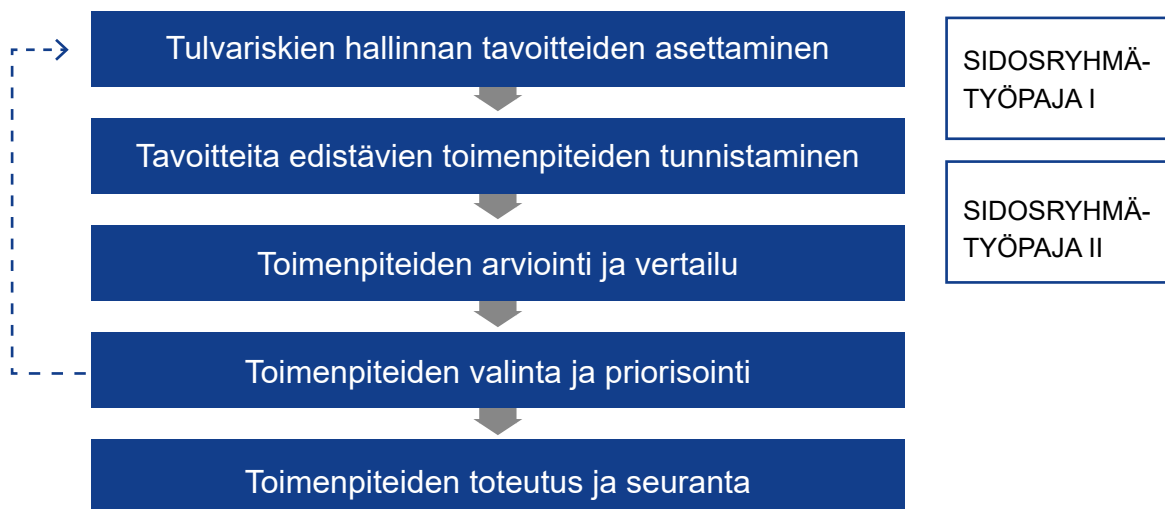 Tulvariskien hallinnan tavoitteiden asettaminen
Tavoitteita edistävien toimenpiteiden tunnistaminen
Toimenpiteiden arviointi ja vertailu
Toimenpiteiden valinta ja priorisointi
Toimenpiteiden toteutus ja seuranta
SIDOSRYHMÄ-
TYÖPAJA I
SIDOSRYHMÄ-
TYÖPAJA II